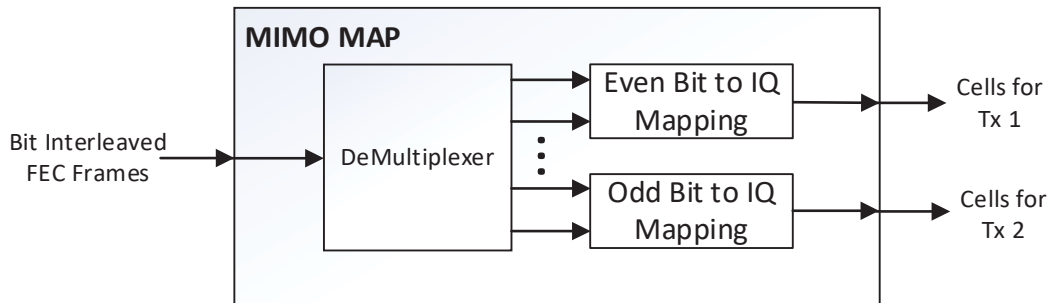 MIMO MAP
Bit Interleaved
FEC Frames
DeMultiplexer
Even Bit to IQ
Mapping
Odd Bit to IQ
Mapping
Cells for
Tx 1
Cells for
Tx 2